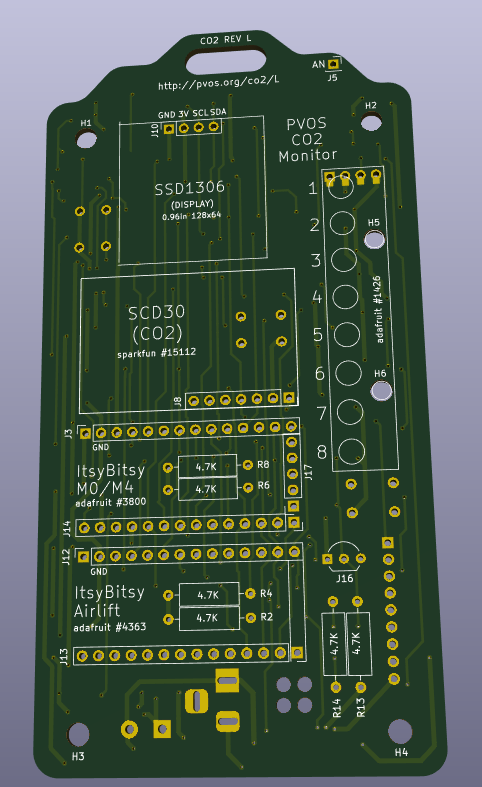 CO2 REV L
AN
J5
http://pvos.org/co2/L
H1
H2
GND 3V SCLSDA
J10
PVOS
CO2
Monitor
SSD1306
(DISPLAY)
0.96in 128x64
1
2
3
4
5
6
7
8
H5
adafruit #1426
H6
SCD30
(CO2)
sparkfun #15112
J8
J3
GND
J17
ItsyBitsy
M0/M4
adafruit #3800
4.7K
R8
4.7K
R6
J14
J12
GND
ItsyBitsy
Airlift
adafruit #4363
4.7K
R4
4.7K
R2
J13
J16
4.7K
4.7K
R14
R13
H3
H4